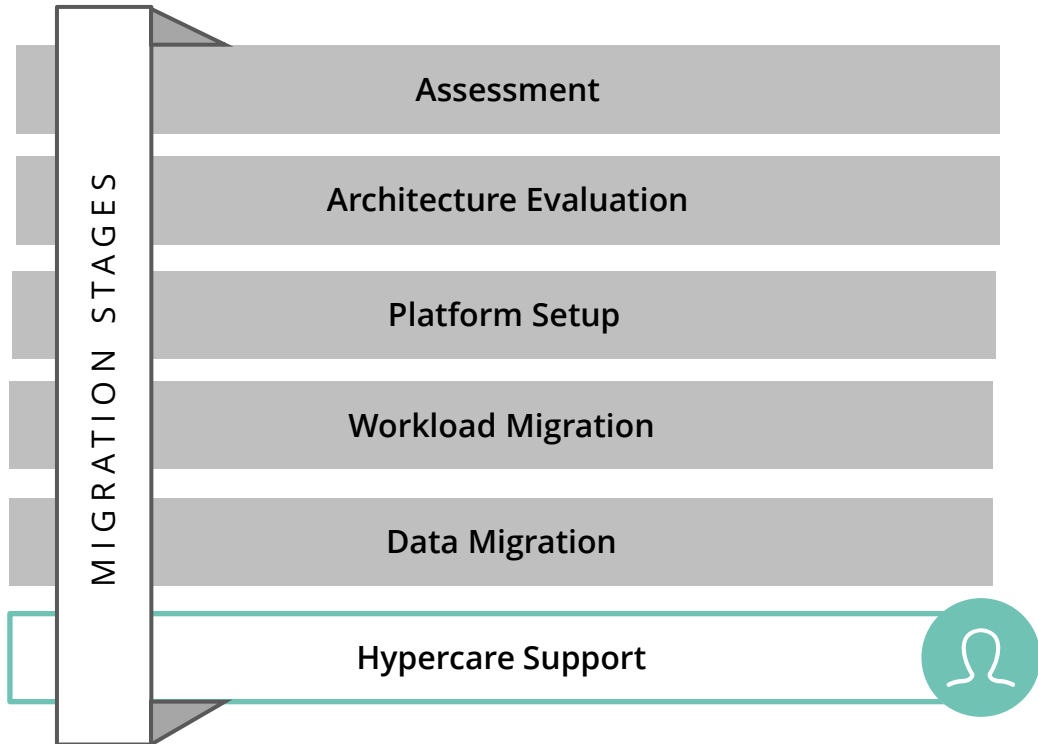 MIGRATION STAGES
Assessment
Architecture Evaluation
Platform Setup
Workload Migration
Data Migration
Hypercare Support